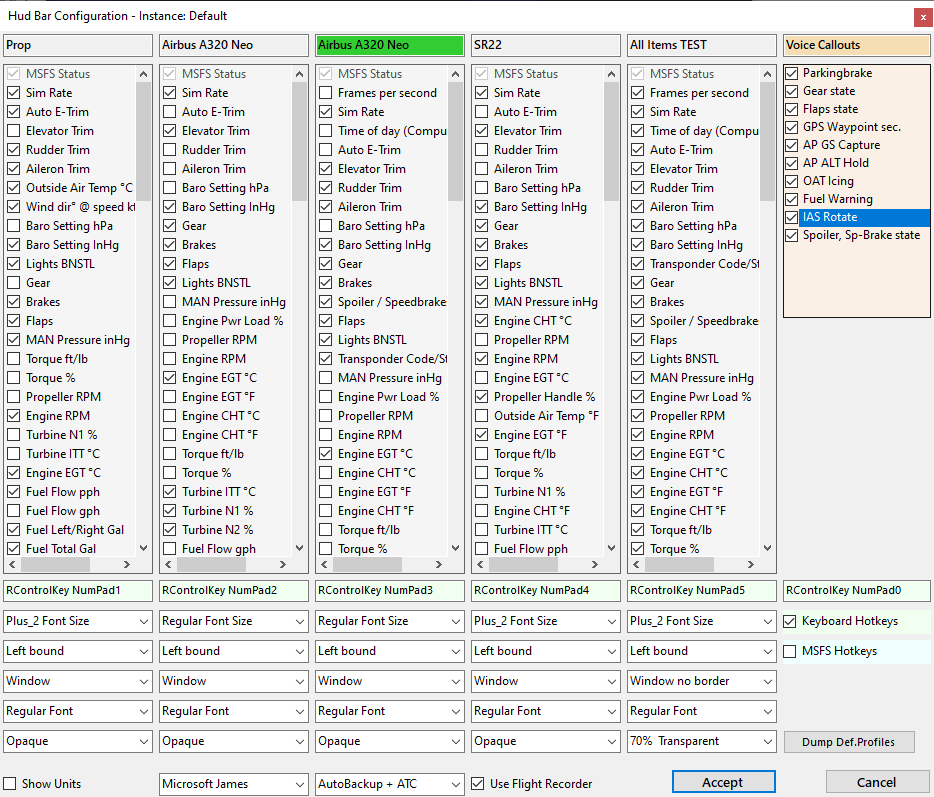 Hud Bar Configuration - Instance: Default
Prop
MSFS Status
Sim Rate
Auto E-Trim
Elevator Trim
Rudder Trim
Aileron Trim
Outside Air Temp °C
Wind dir° @ speed kt
Baro Setting hPa
Baro Setting InHg
Lights BNSTL
Gear
Brakes
Flaps
MAN Pressure inHg
Torque ft/lb
Torque %
Propeller RPM
Engine RPM
Turbine N1 %
Turbine ITT °C
Engine EGT °C
Fuel Flow pph
Fuel Flow gph
Fuel Left/Right Gal
Fuel Total Gal
RControlKey NumPad1
Plus_2 Font Size
Left bound
Window
Regular Font
Opaque
Airbus A320 Neo
MSFS Status
Sim Rate
Auto E-Trim
Elevator Trim
Rudder Trim
Aileron Trim
Baro Setting hPa
Baro Setting InHg
Gear
Brakes
Flaps
Lights BNSTL
MAN Pressure inHg
Engine Pwr Load %
Propeller RPM
Engine RPM
Engine EGT °C
Engine EGT °F
Engine CHT °C
Engine CHT °F
Torque ft/lb
Torque %
Turbine ITT °C
Turbine N1 %
Turbine N2 %
Fuel Flow gph
RControlKey NumPad2
Regular Font Size
Left bound
Window
Regular Font
Opaque
Airbus A320 Neo
MSFS Status
Frames per second
Sim Rate
Time of day (Compu
Auto E-Trim
Elevator Trim
Rudder Trim
Aileron Trim
Baro Setting hPa
Baro Setting InHg
Gear
Brakes
Spoiler / Speedbrake
Flaps
Lights BNSTL
Transponder Code/St
MAN Pressure inHg
Engine Pwr Load %
Propeller RPM
Engine RPM
Engine EGT °C
Engine CHT °C
Engine EGT °F
Engine CHT °F
Torque ft/lb
Torque %
RControlKey NumPad3
Regular Font Size
Left bound
Window
Regular Font
Opaque
SR22
MSFS Status
Sim Rate
Auto E-Trim
Elevator Trim
Rudder Trim
Aileron Trim
Baro Setting hPa
Baro Setting InHg
Gear
Brakes
Flaps
Lights BNSTL
MAN Pressure inHg
Engine CHT °C
Propeller RPM
Engine RPM
Engine EGT °C
Propeller Handle %
Outside Air Temp °F
Engine EGT °F
Torque ft/lb
Torque %
Turbine N1 %
Engine CHT °F
Turbine ITT °C
Fuel Flow pph
RControlKey NumPad4
Plus_2 Font Size
Left bound
Window
Regular Font
Opaque
All Items TEST
MSFS Status
Frames per second
Sim Rate
Time of day (Compu
Auto E-Trim
Elevator Trim
Rudder Trim
Aileron Trim
Baro Setting hPa
Baro Setting InHg
Transponder Code/St
Gear
Brakes
Spoiler / Speedbrake
Flaps
Lights BNSTL
MAN Pressure inHg
Engine Pwr Load %
Propeller RPM
Engine RPM
Engine EGT °C
Engine CHT °C
Engine EGT °F
Engine CHT °F
Torque ft/lb
Torque %
RControlKey NumPad5
Plus_2 Font Size
Left bound
Window no border
Regular Font
70% Transparent
Voice Callouts
Parkingbrake
Gear state
Flaps state
GPS Waypoint sec.
AP GS Capture
AP ALT Hold
OAT Icing
Fuel Warning
IAS Rotate
Spoiler, Sp-Brake state
RControlKey NumPad0
Keyboard Hotkeys
MSFS Hotkeys
Dump Def.Profiles
Show Units
Microsoft James
AutoBackup + ATC
Use Flight Recorder
Accept
Cancel